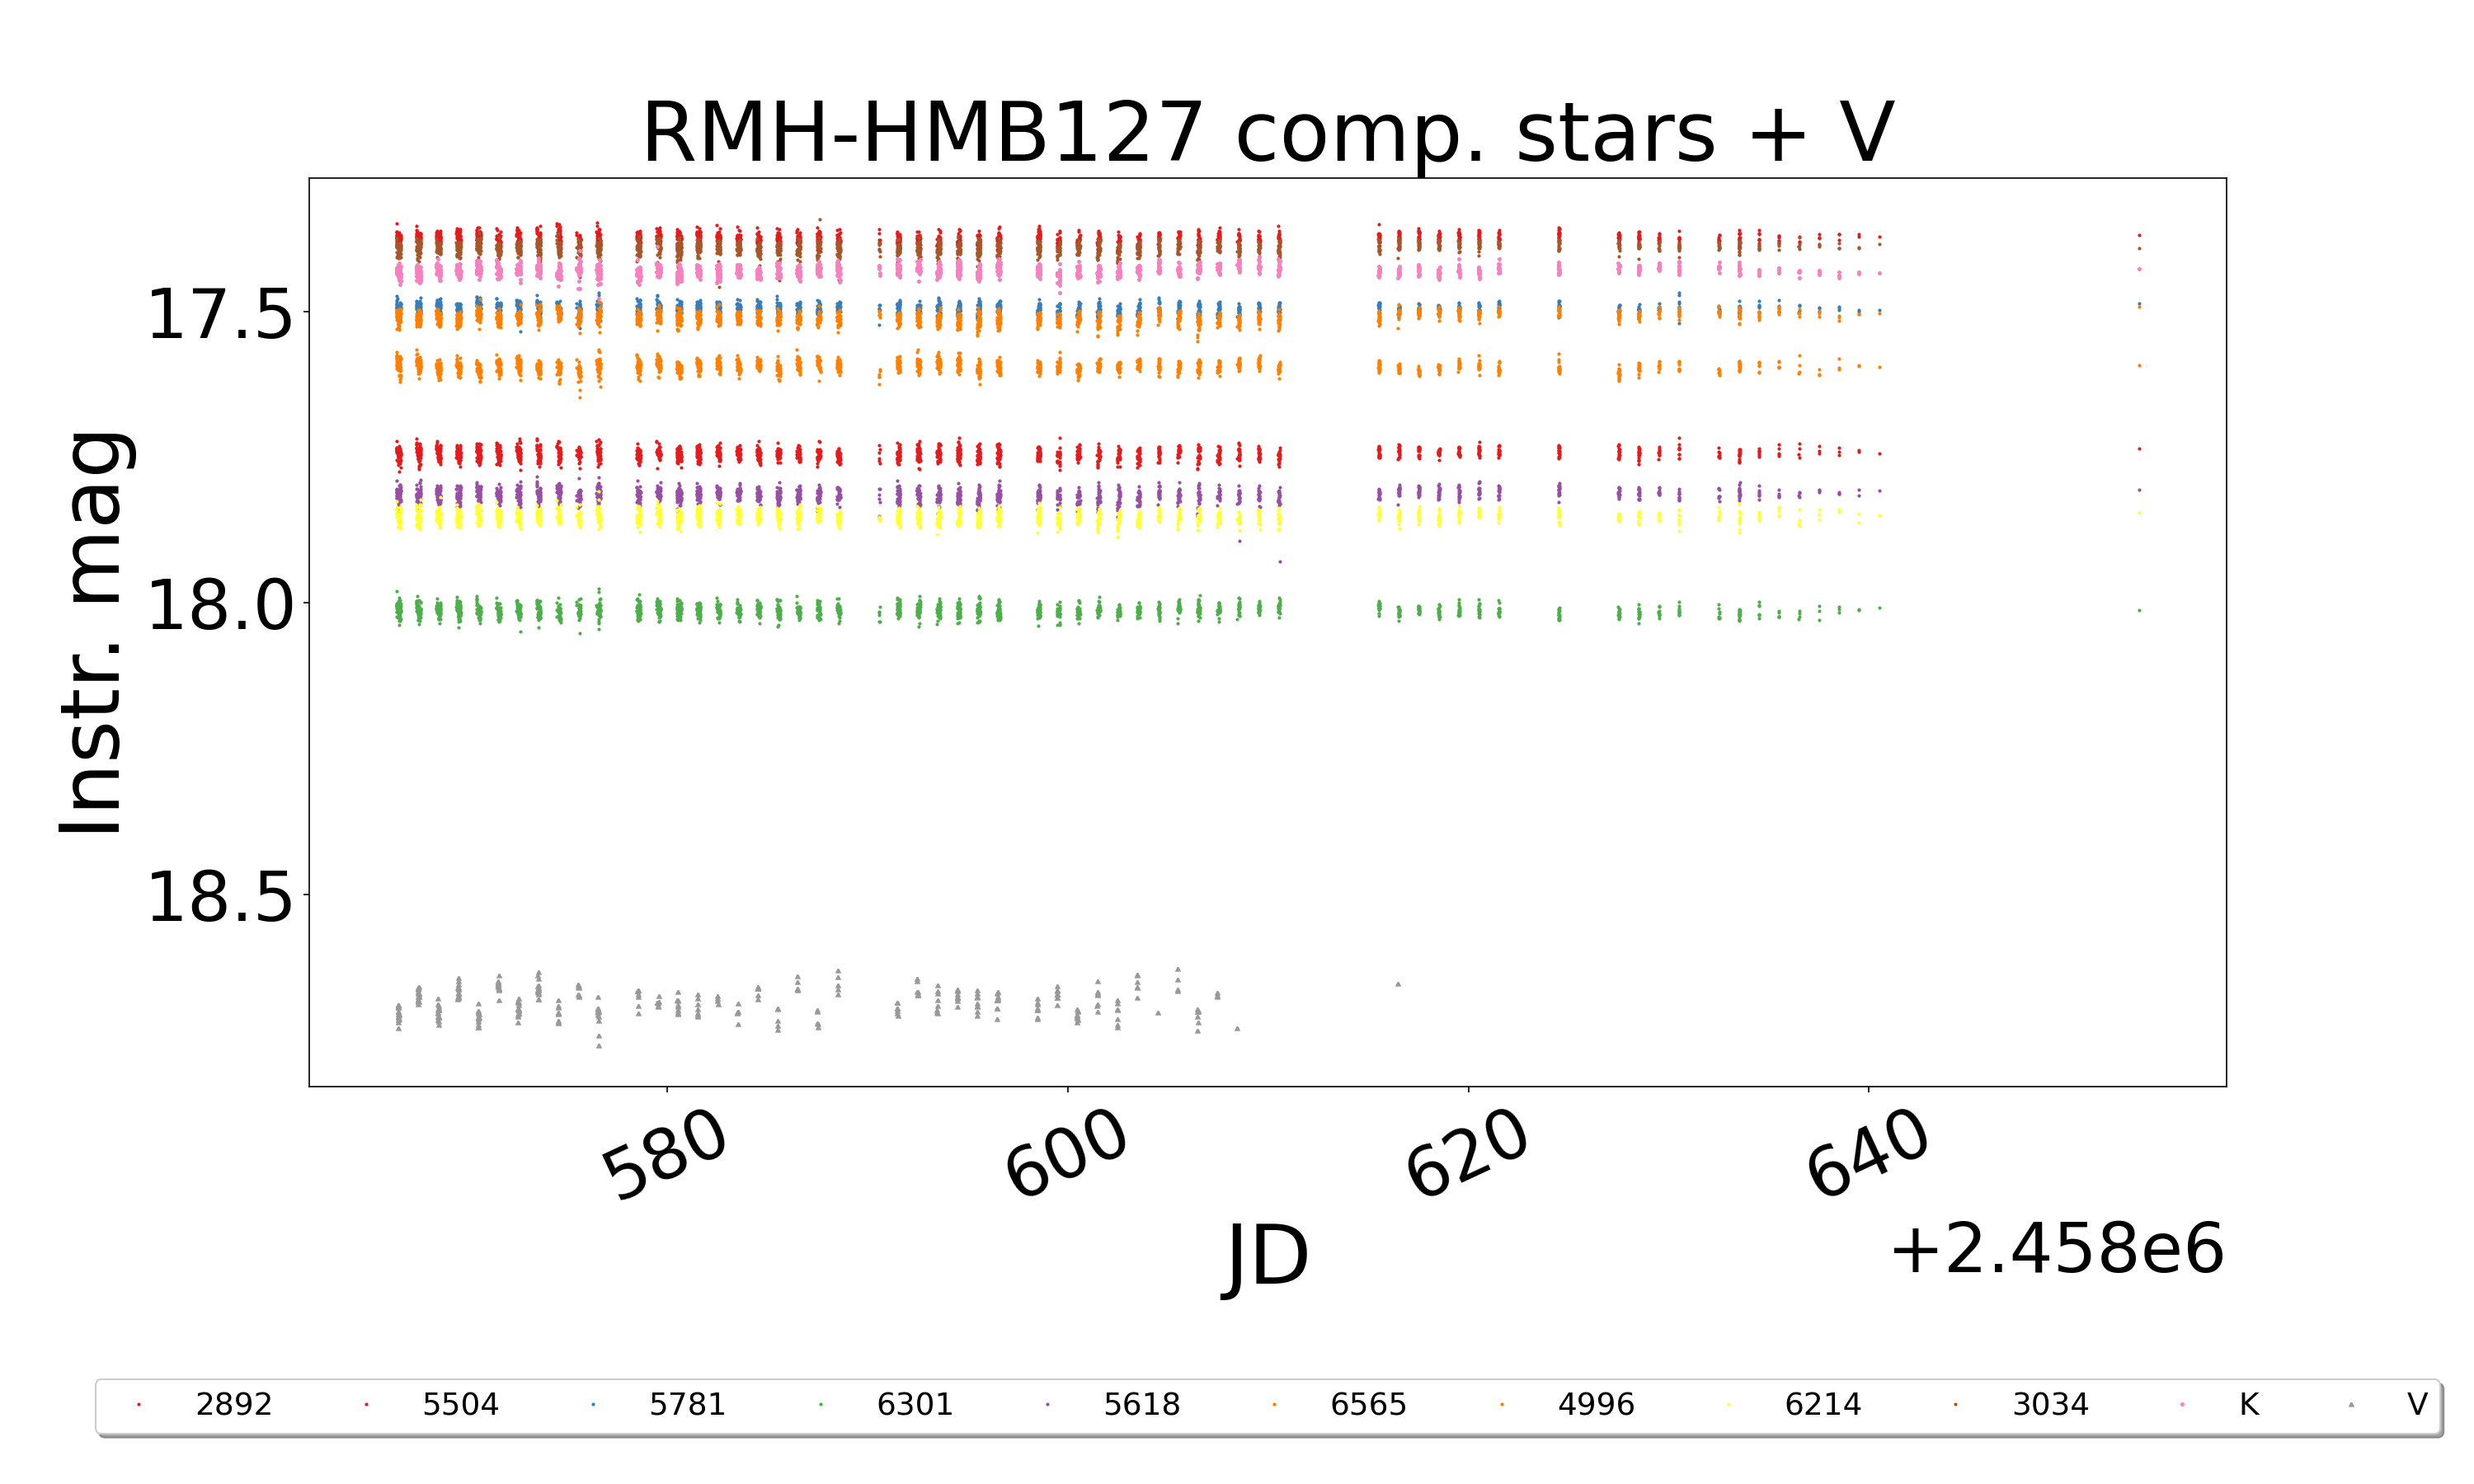 RMH-HMB127 comp. stars + V
Instr. mag
17.5
18.0
18.5
580
600
620
640
JD
+2.458e6
2892 5504 5781 6301 5618 6565 4996 6214 3034 K V